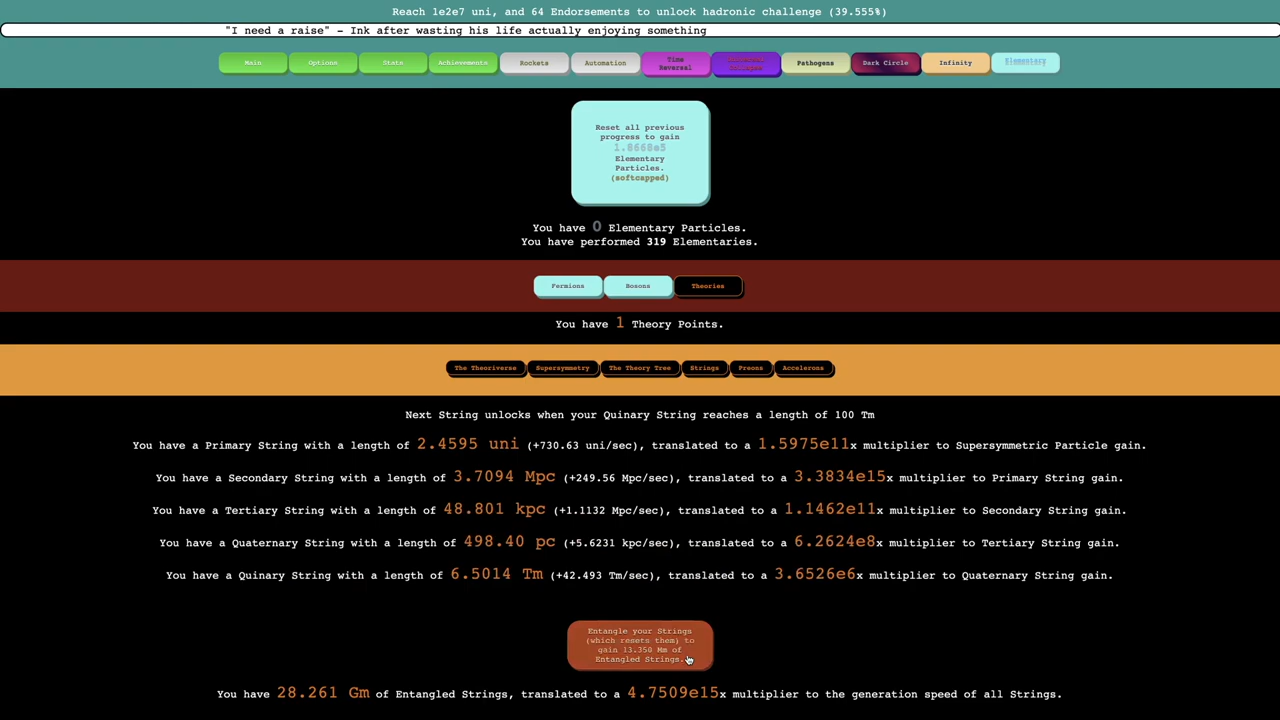 Reach 1e2e7 uni, and 64 Endorsements to unlock hadronic challenge (39.555%)
"I need a raise" - Ink after wasting his life actually enjoying something
Main Options Stats Achievements Rockets Automation Time Reversal Pathogens Dark Circle Infinity Elementary
Reset all previous
progress to gain
1.8668e5
Elementary
Particles.
(softcapped)
You have 0 Elementary Particles.
You have performed 319 Elementaries.
Fermions Bosons Theories
You have 1 Theory Points.
The Theoriverse Supersymmetry The Theory Tree Strings Preons Accelerons
Next String unlocks when your Quinary String reaches a length of 100 Tm
You have a Primary String with a length of 2.4595 uni (+730.63 uni/sec), translated to a 1.5975e11x multiplier to Supersymmetric Particle gain.
You have a Secondary String with a length of 3.7094 Mpc (+249.56 Mpc/sec), translated to a 3.3834e15x multiplier to Primary String gain.
You have a Tertiary String with a length of 48.801 kpc (+1.1132 Mpc/sec), translated to a 1.1462e11x multiplier to Secondary String gain.
You have a Quaternary String with a length of 498.40 pc (+5.6231 kpc/sec), translated to a 6.2624e8x multiplier to Tertiary String gain.
You have a Quinary String with a length of 6.5014 Tm (+42.493 Tm/sec), translated to a 3.6526e6x multiplier to Quaternary String gain.
Entangle your Strings
(which resets them) to
gain 13.350 Mm of
Entangled Strings.
You have 28.261 Gm of Entangled Strings, translated to a 4.7509e15x multiplier to the generation speed of all Strings.